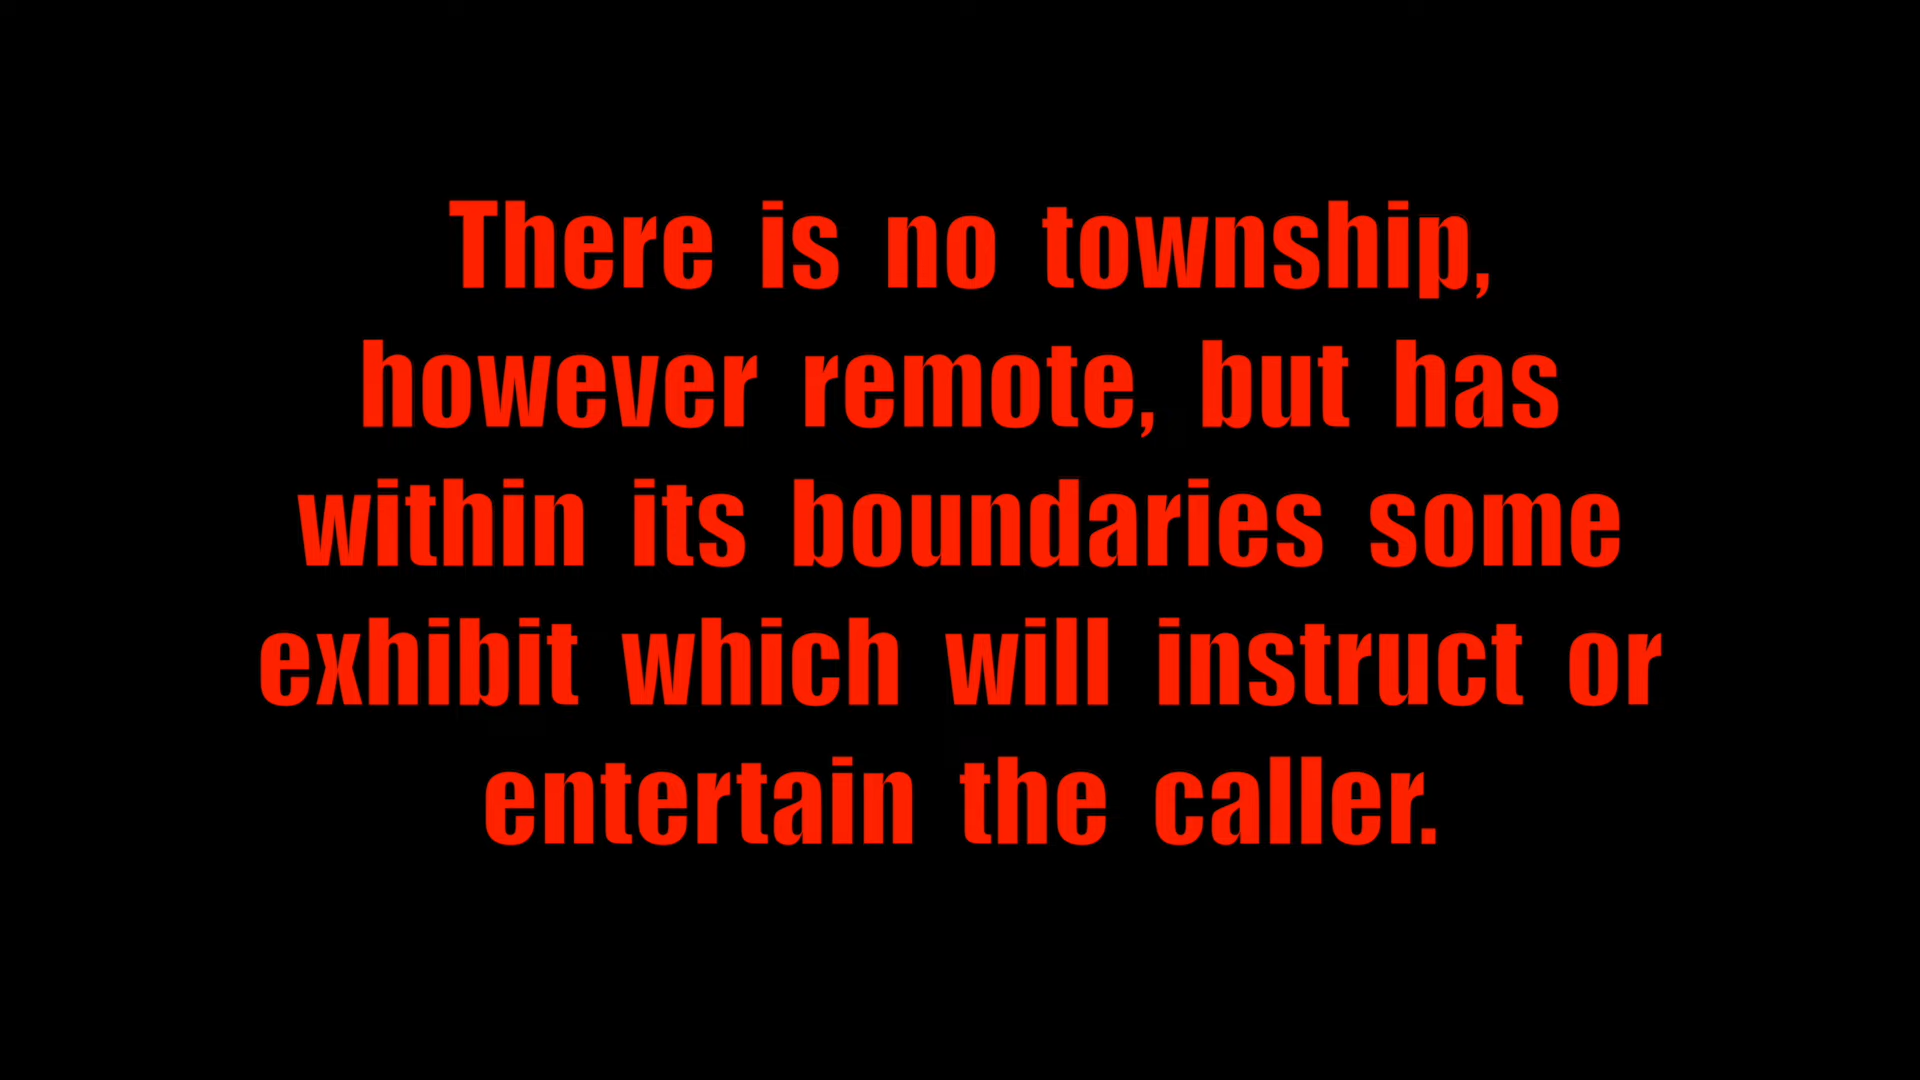 There is no township,
however remote, but has
within its boundaries some
exhibit which will instruct or
entertain the caller.